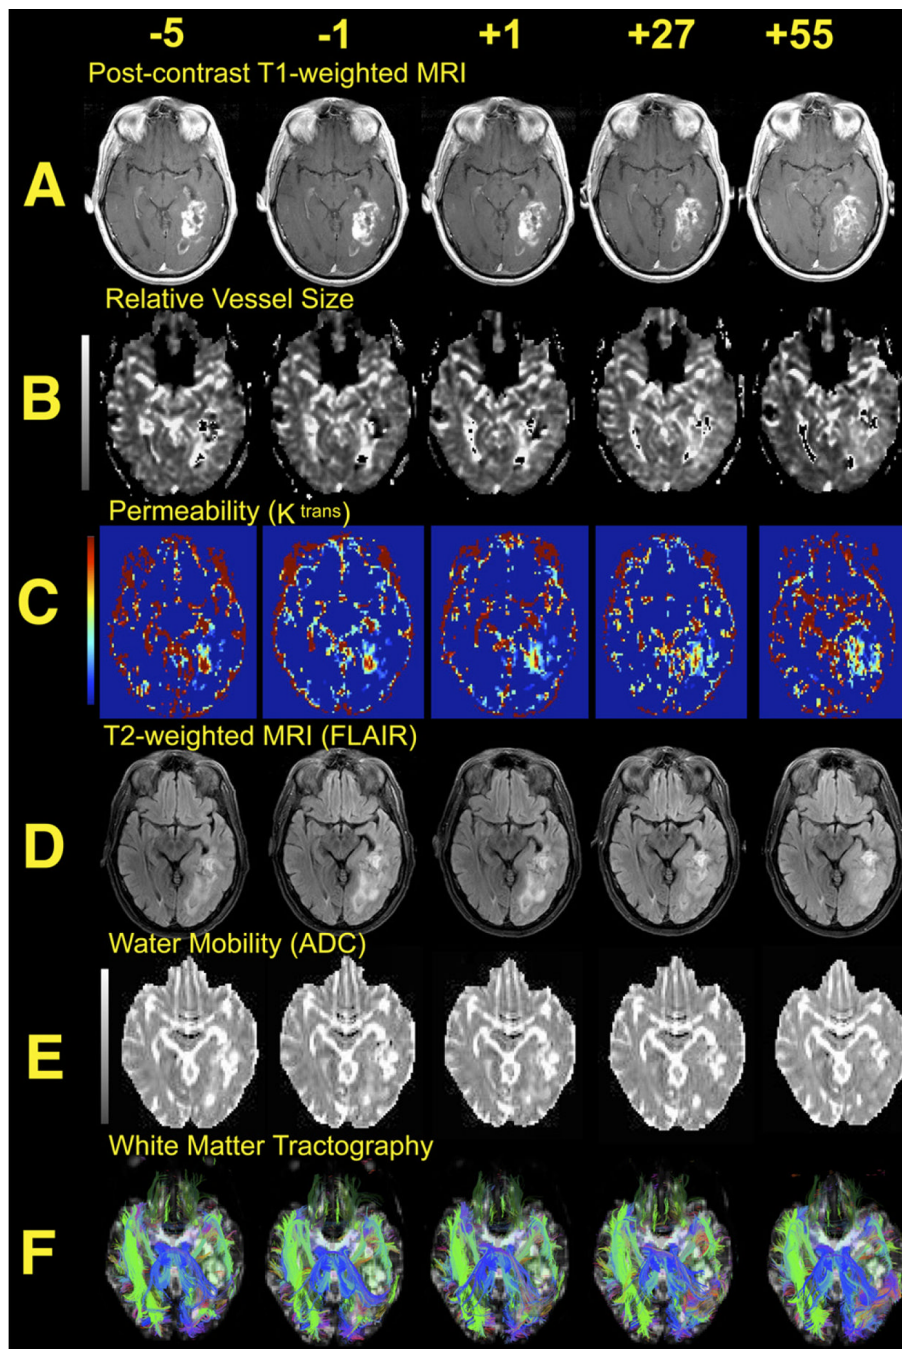 -5 -1 +1 +27 +55
Post-contrast T1-weighted MRI
A
Relative Vessel Size
B
Permeability (K trans)
C
T2-weighted MRI (FLAIR)
D
Water Mobility (ADC)
E
White Matter Tractography
F